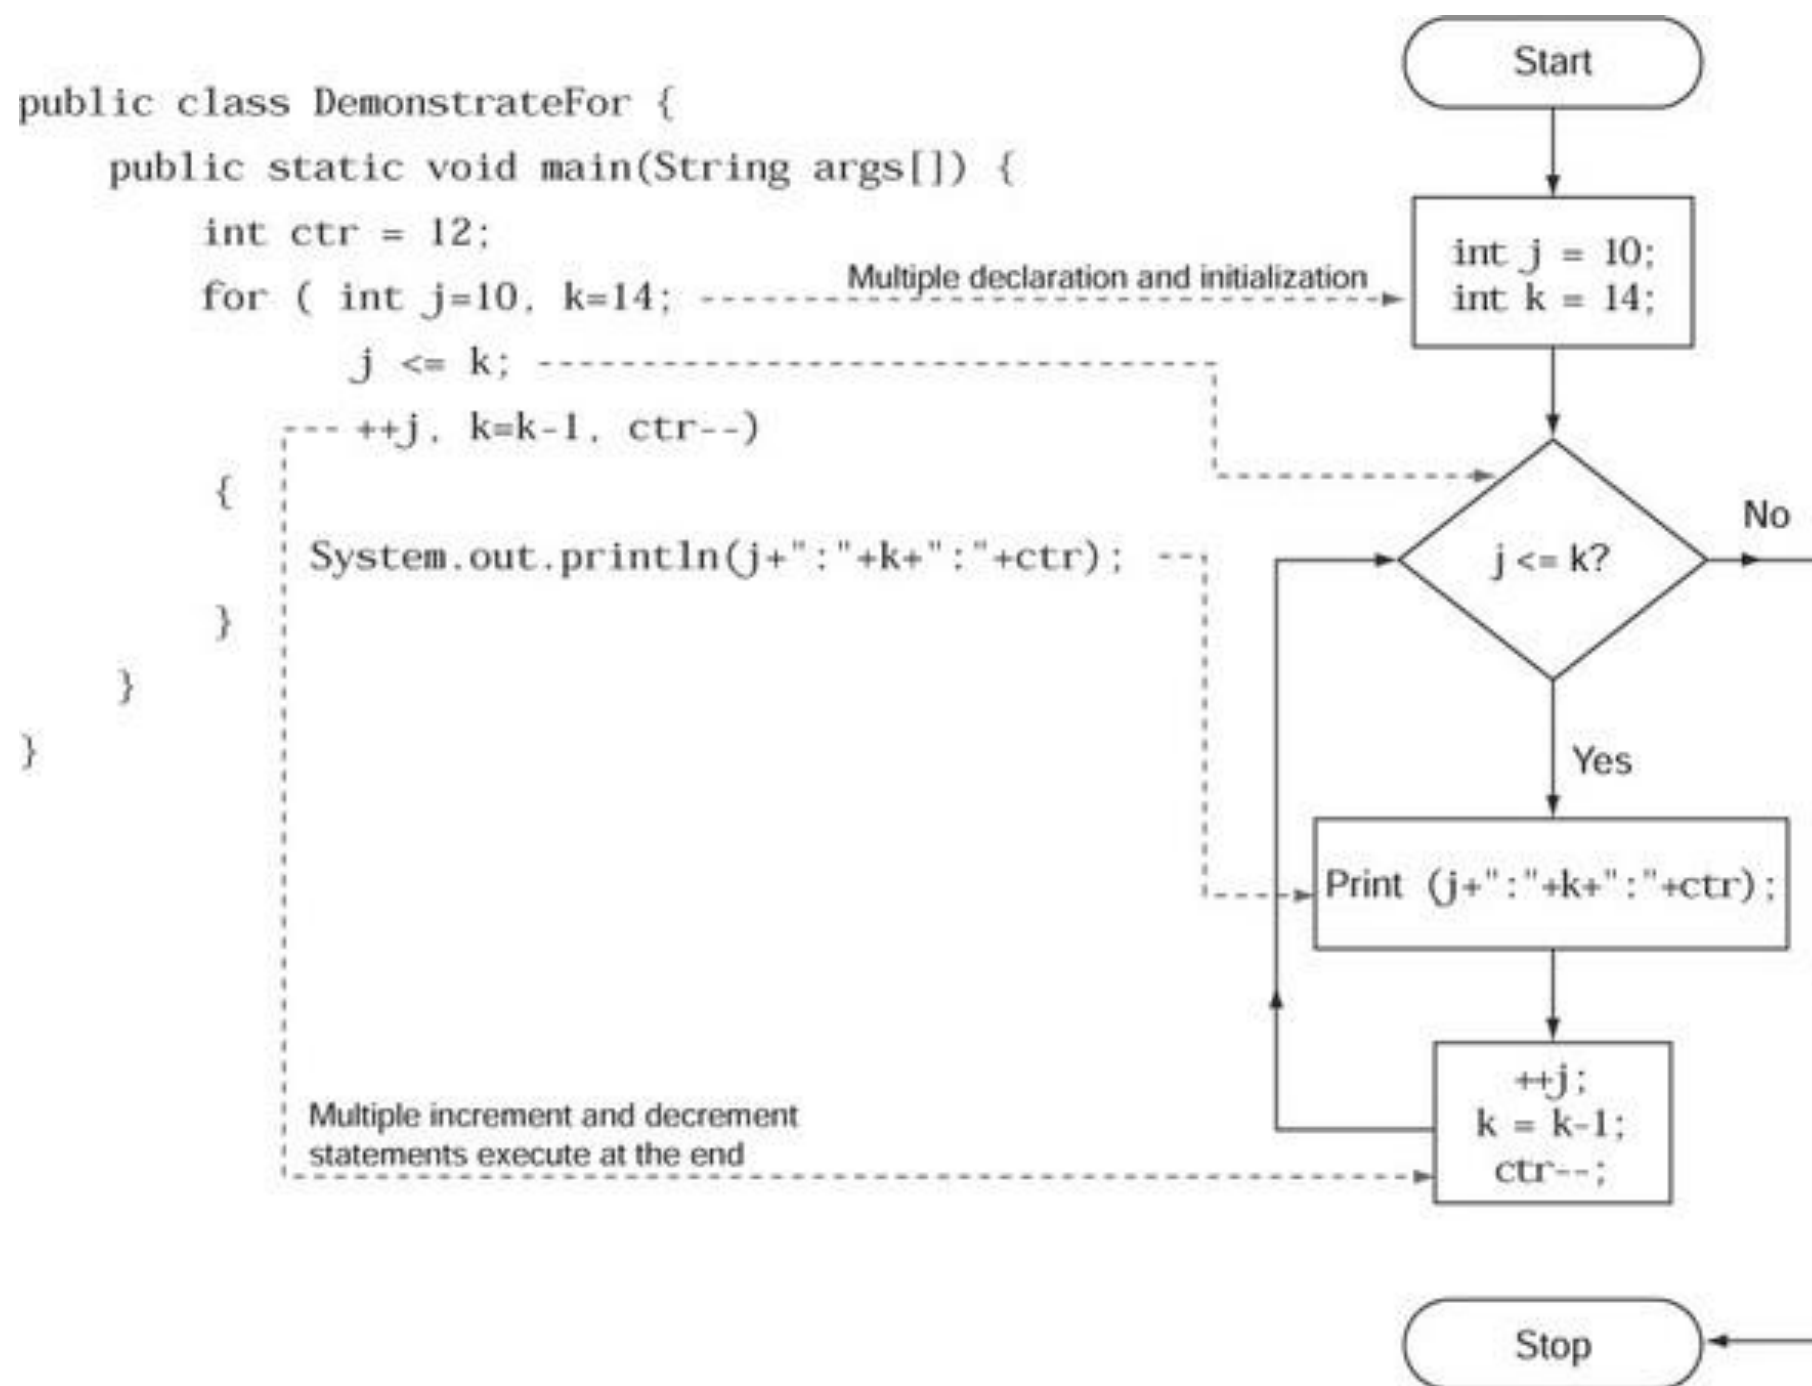 public class DemonstrateFor {
public static void main(String args[]) {
int ctr = 12;
for ( int j=10, k=14;
j <= k;
++j, k=k-1, ctr--)
{
System.out.println(j+":"+k+":"+ctr);
}
}
}
Multiple declaration and initialization
Multiple increment and decrement
statements execute at the end
Start
int j = 10;
int k = 14;
j <= k?
No
Yes
Print (j+":"+k+":"+ctr);
++j;
k = k-1;
ctr--;
Stop